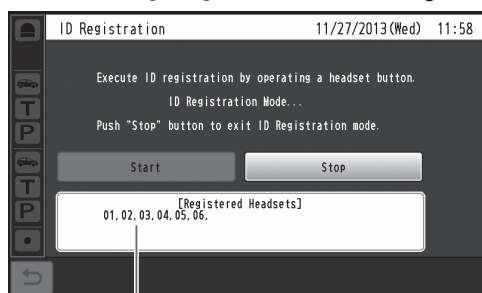 ID Registration 11/27/2013(Wed) 11:58
Execute ID registration by operating a headset button.
ID Registration Mode...
Push "Stop" button to exit ID Registration mode.
Start Stop
T
P
T
P
[Registered Headsets]
01,02,03,04,05,06,